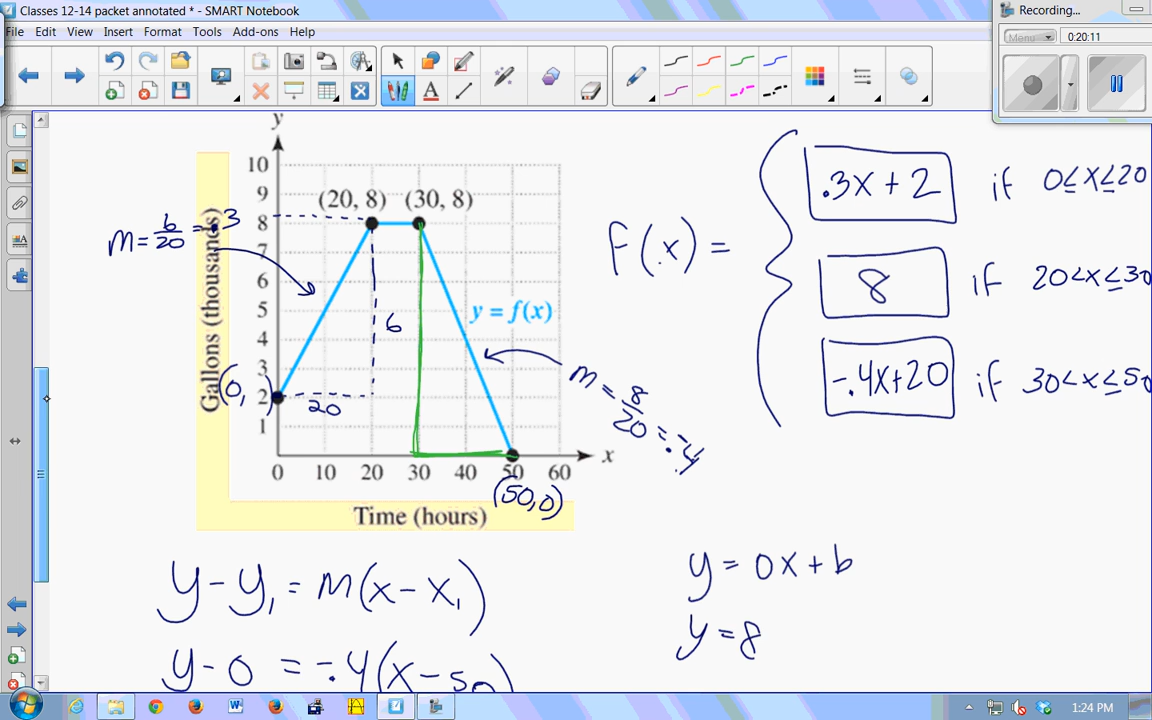 Classes 12-14 packet annotated * - SMART Notebook
File Edit View Insert Format Tools Add-ons Help
Recording...
Menu
0:20:11
y
10
9
8
7
6
5
4
3
2
1
(20, 8) (30, 8)
m = 6/20 = .3
Gallons (thousands)
6
y = f(x)
(0, )
20
m = 8/20 = -.4
0 10 20 30 40 50 60
x
(50,0)
Time (hours)
f(x) =
.3x + 2 if 0≤x≤20
8 if 20<x≤30
-.4x+20 if 30<x≤50
y - y₁ = m(x - x₁)
y - 0 = -.4(x - 50)
y = 0x + b
y = 8
1:24 PM